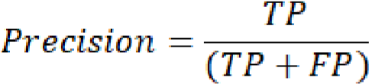 Precision = TP / (TP + FP)